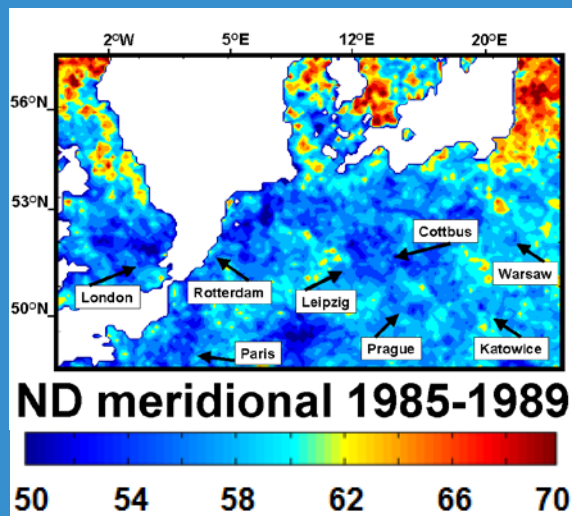 2°W 5°E 12°E 20°E
56°N
53°N
50°N
Cottbus
Warsaw
London
Rotterdam
Leipzig
Paris
Prague
Katowice
ND meridional 1985-1989
50 54 58 62 66 70